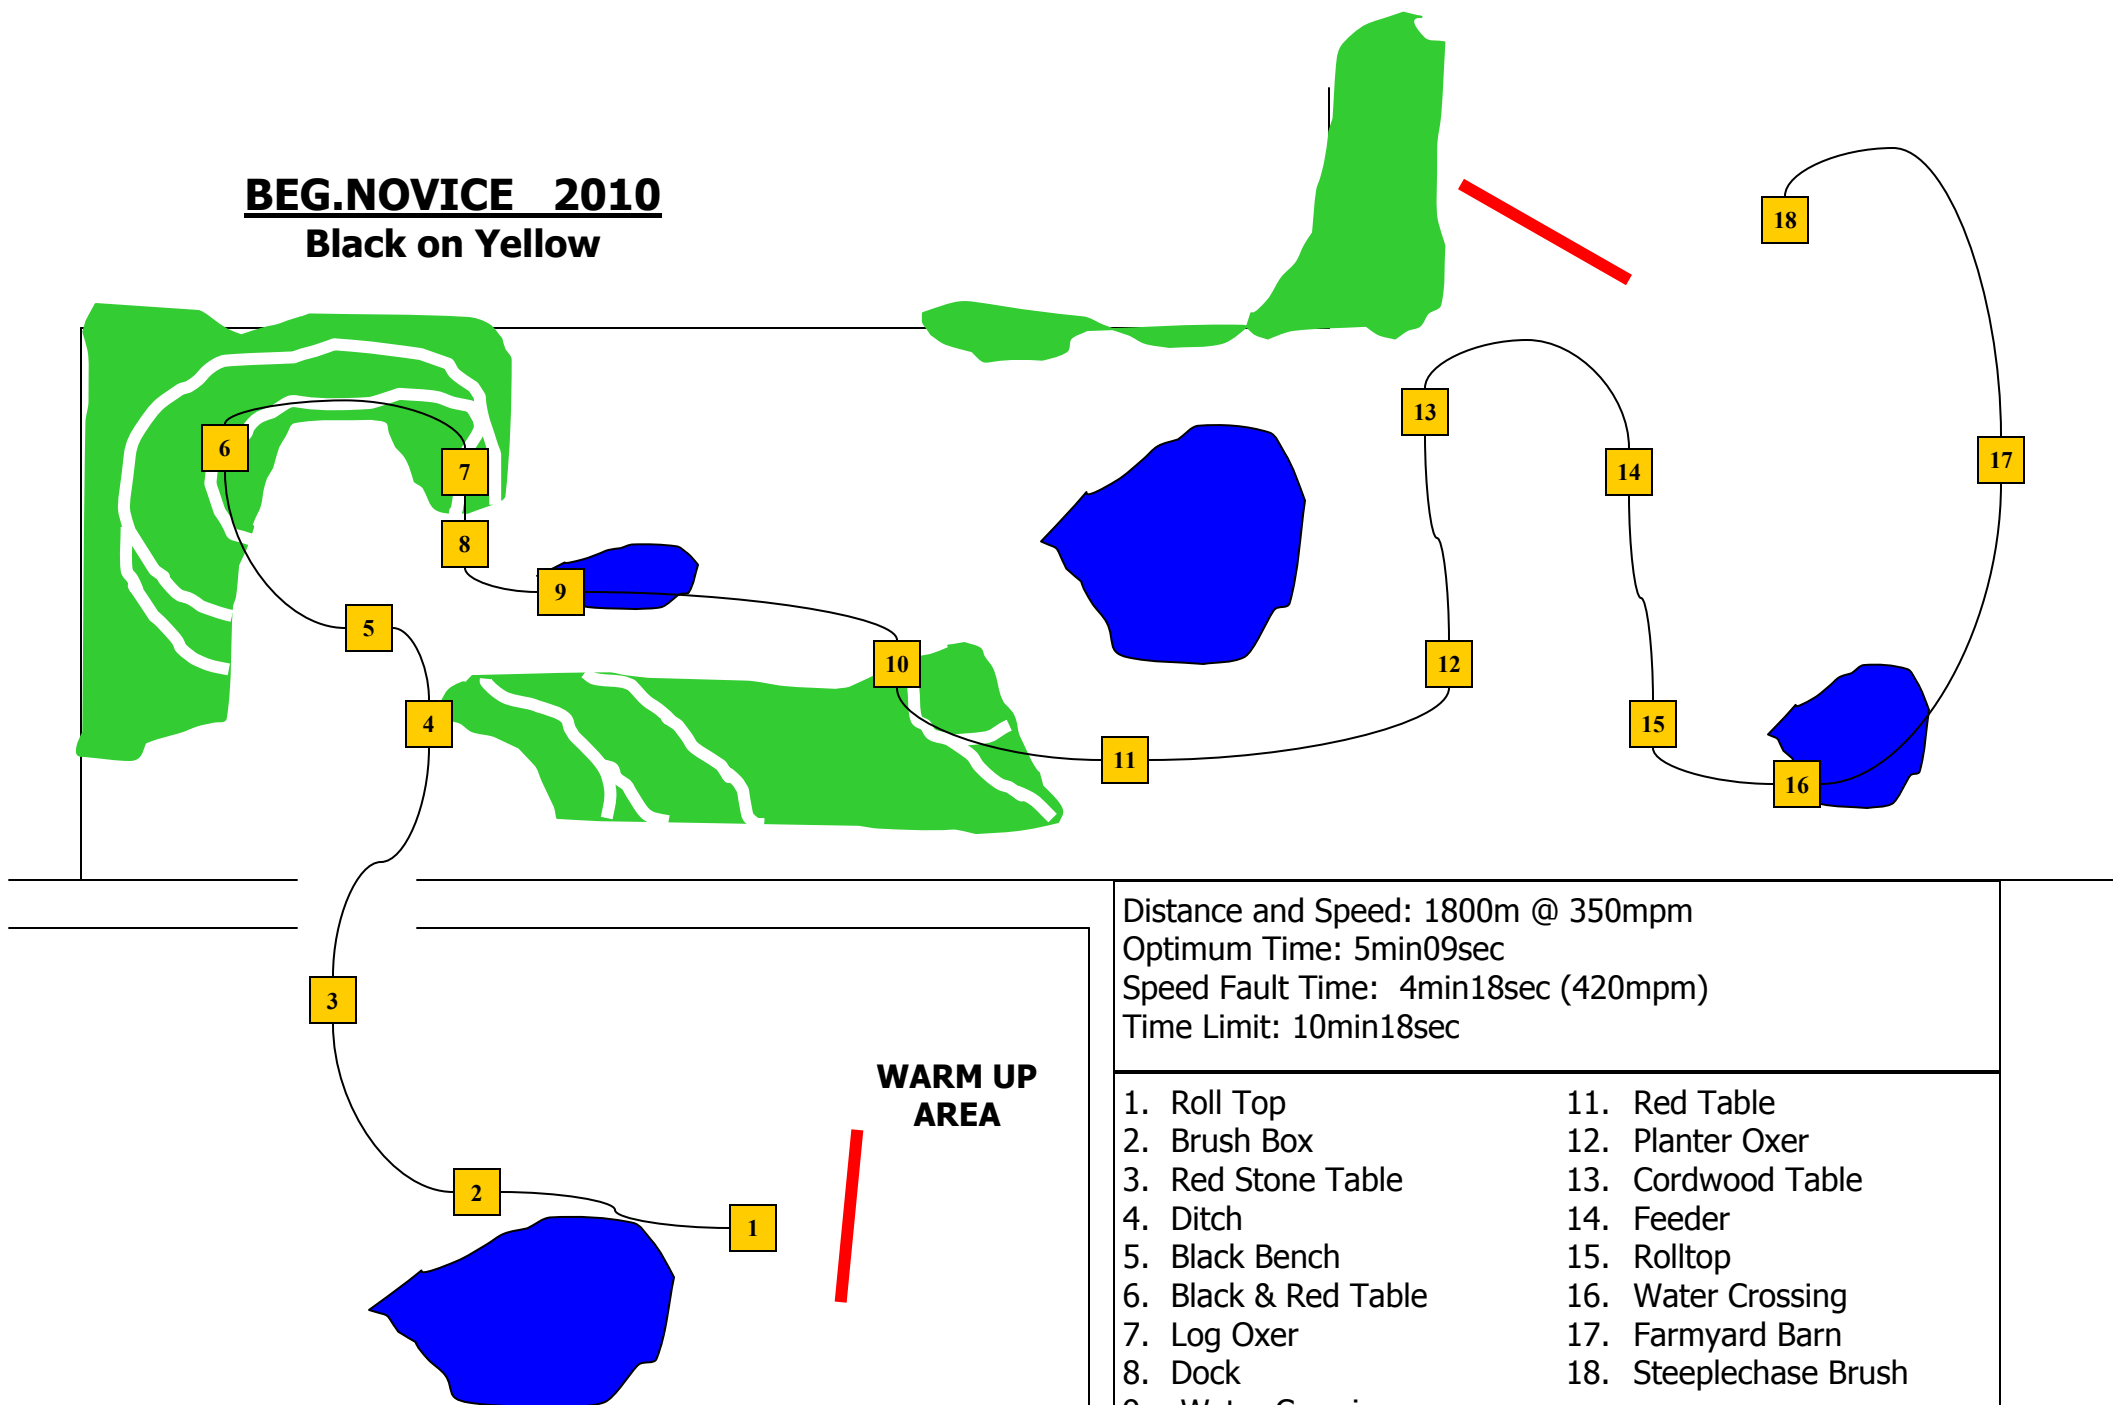 BEG.NOVICE 2010
Black on Yellow
18
13
6
7
14
17
8
9
5
10
12
4
15
11
16
3
2
1
WARM UP
AREA
Distance and Speed: 1800m @ 350mpm
Optimum Time: 5min09sec
Speed Fault Time: 4min18sec (420mpm)
Time Limit: 10min18sec
1. Roll Top
2. Brush Box
3. Red Stone Table
4. Ditch
5. Black Bench
6. Black & Red Table
7. Log Oxer
8. Dock
11. Red Table
12. Planter Oxer
13. Cordwood Table
14. Feeder
15. Rolltop
16. Water Crossing
17. Farmyard Barn
18. Steeplechase Brush